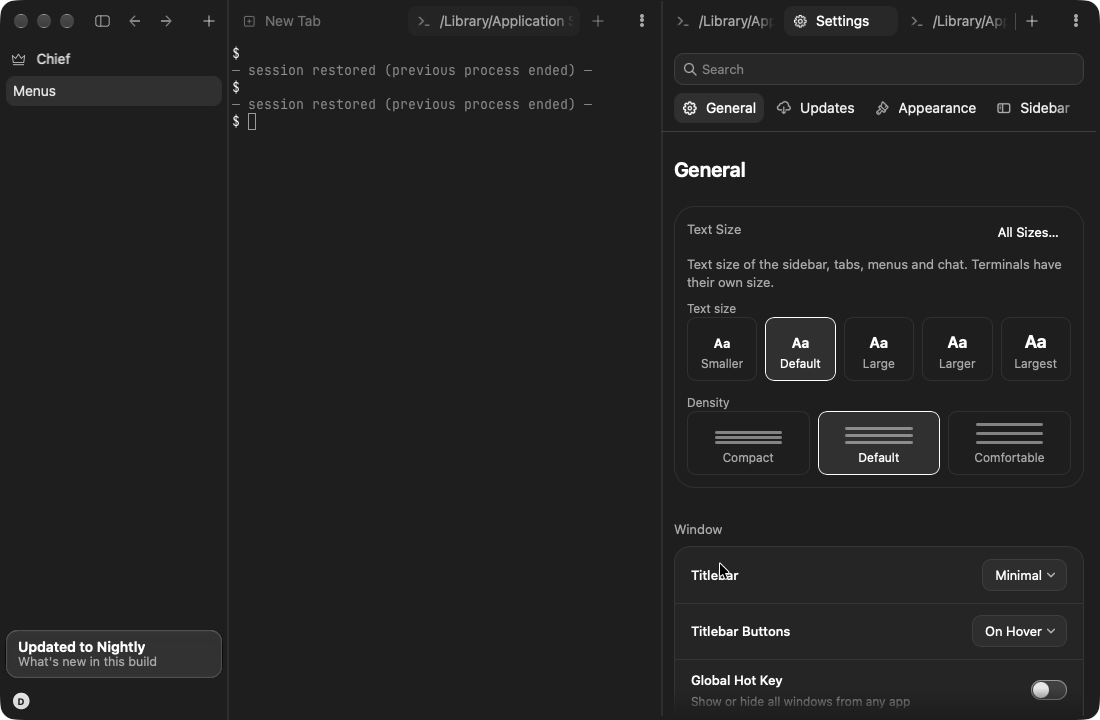 New Tab
/Library/Application
/Library/App
Settings
/Library/App
Chief
Menus
$
— session restored (previous process ended) —
$
— session restored (previous process ended) —
$
Search
General
Updates
Appearance
Sidebar
General
Text Size
All Sizes...
Text size of the sidebar, tabs, menus and chat. Terminals have
their own size.
Text size
Aa Aa Aa Aa Aa
Smaller Default Large Larger Largest
Density
Compact Default Comfortable
Window
Titlebar
Minimal
Titlebar Buttons
On Hover
Global Hot Key
Show or hide all windows from any app
Updated to Nightly
What's new in this build
D